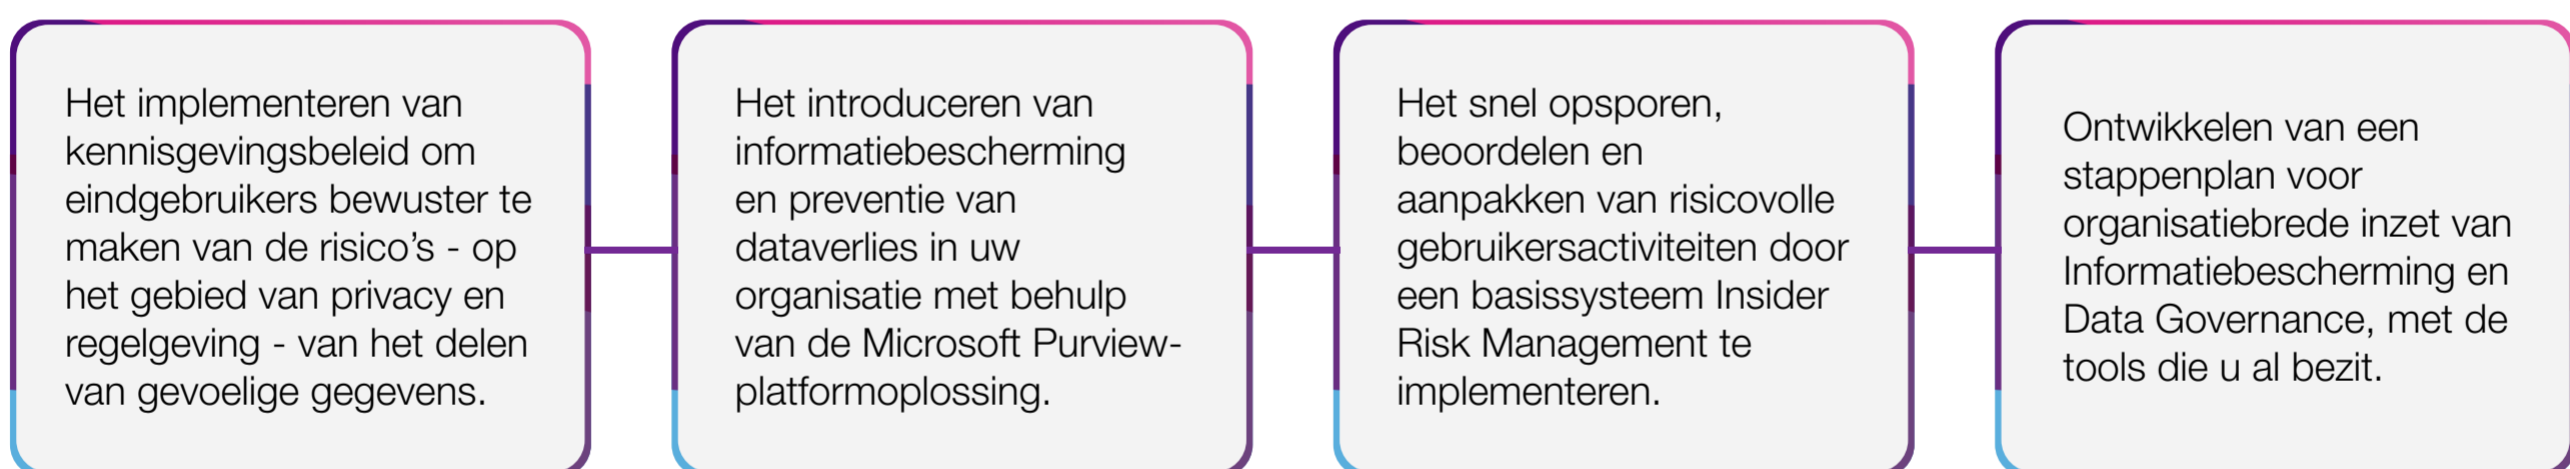 Het implementeren van
kennisgevingsbeleid om
eindgebruikers bewuster te
maken van de risico’s - op
het gebied van privacy en
regelgeving - van het delen
van gevoelige gegevens.
Het introduceren van
informatiebescherming
en preventie van
dataverlies in uw
organisatie met behulp
van de Microsoft Purview-
platformoplossing.
Het snel opsporen,
beoordelen en
aanpakken van risicovolle
gebruikersactiviteiten door
een basissysteem Insider
Risk Management te
implementeren.
Ontwikkelen van een
stappenplan voor
organisatiebrede inzet van
Informatiebescherming en
Data Governance, met de
tools die u al bezit.